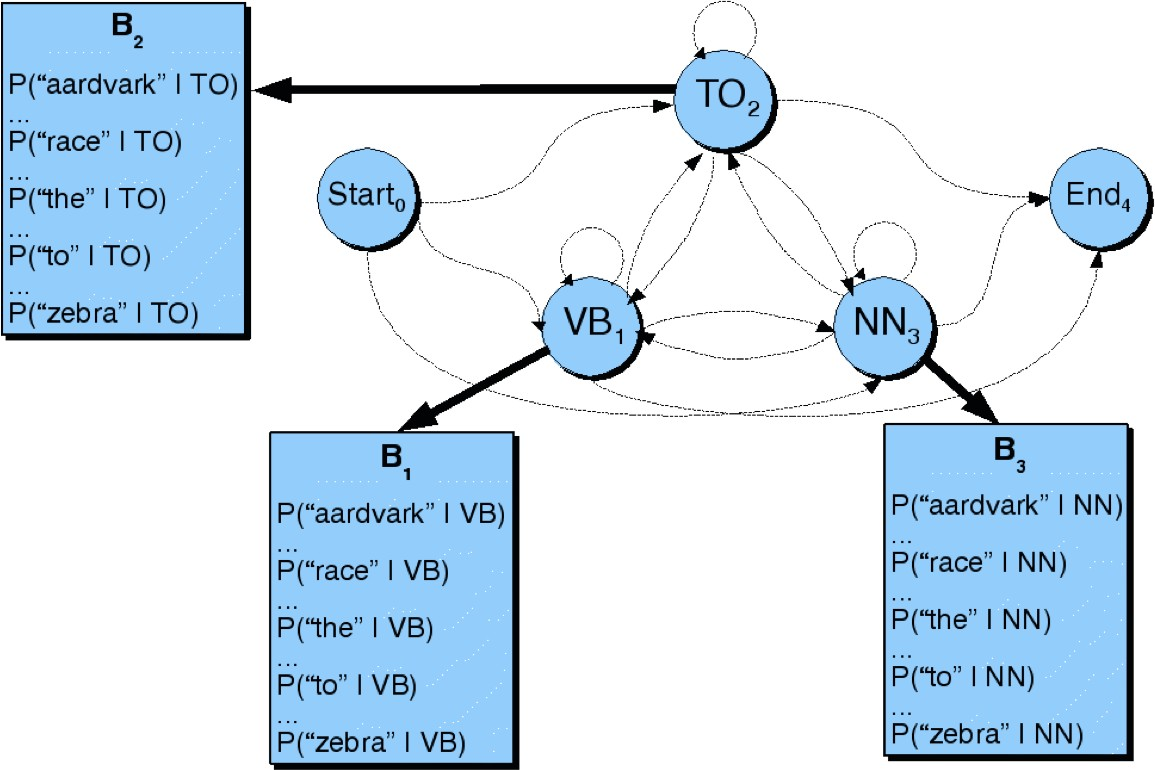 B2
P(“aardvark” | TO)
...
P(“race” | TO)
...
P(“the” | TO)
...
P(“to” | TO)
...
P(“zebra” | TO)
TO2
Start0
End4
VB1
NN3
B1
P(“aardvark” | VB)
...
P(“race” | VB)
...
P(“the” | VB)
...
P(“to” | VB)
...
P(“zebra” | VB)
B3
P(“aardvark” | NN)
...
P(“race” | NN)
...
P(“the” | NN)
...
P(“to” | NN)
...
P(“zebra” | NN)